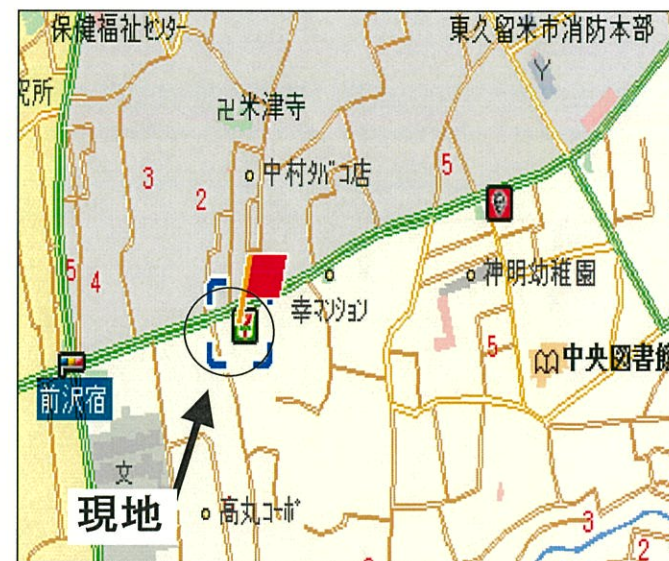 保健福祉センター
東久留米市消防本部
究所
卍米津寺
中村タバコ店
3
2
5
5
4
神明幼稚園
幸マンション
5
中央図書館
前沢宿
文
現地
高丸コーポ
3
2